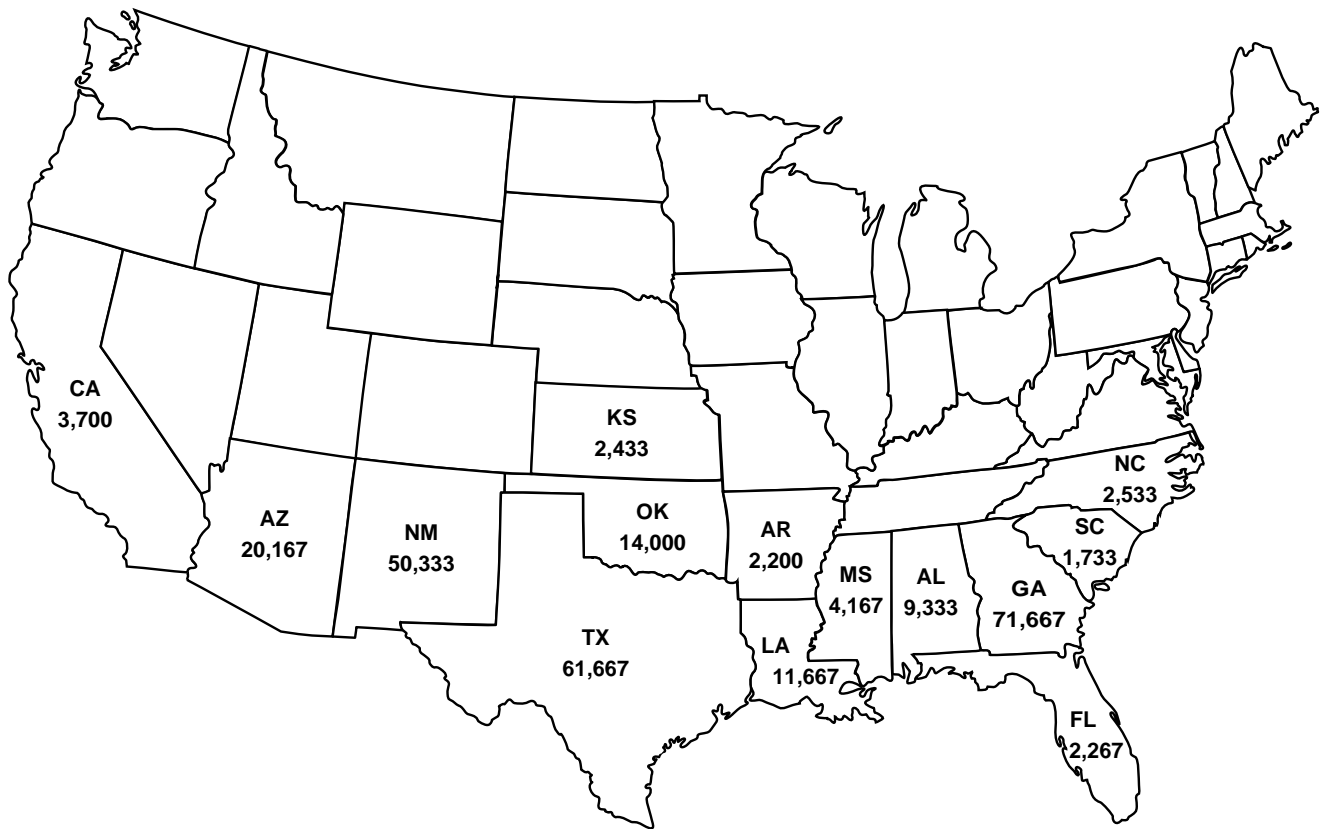 CA
3,700
KS
2,433
NC
2,533
OK
14,000
AZ
20,167
NM
50,333
AR
2,200
SC
1,733
MS
4,167
AL
9,333
GA
71,667
TX
61,667
LA
11,667
FL
2,267